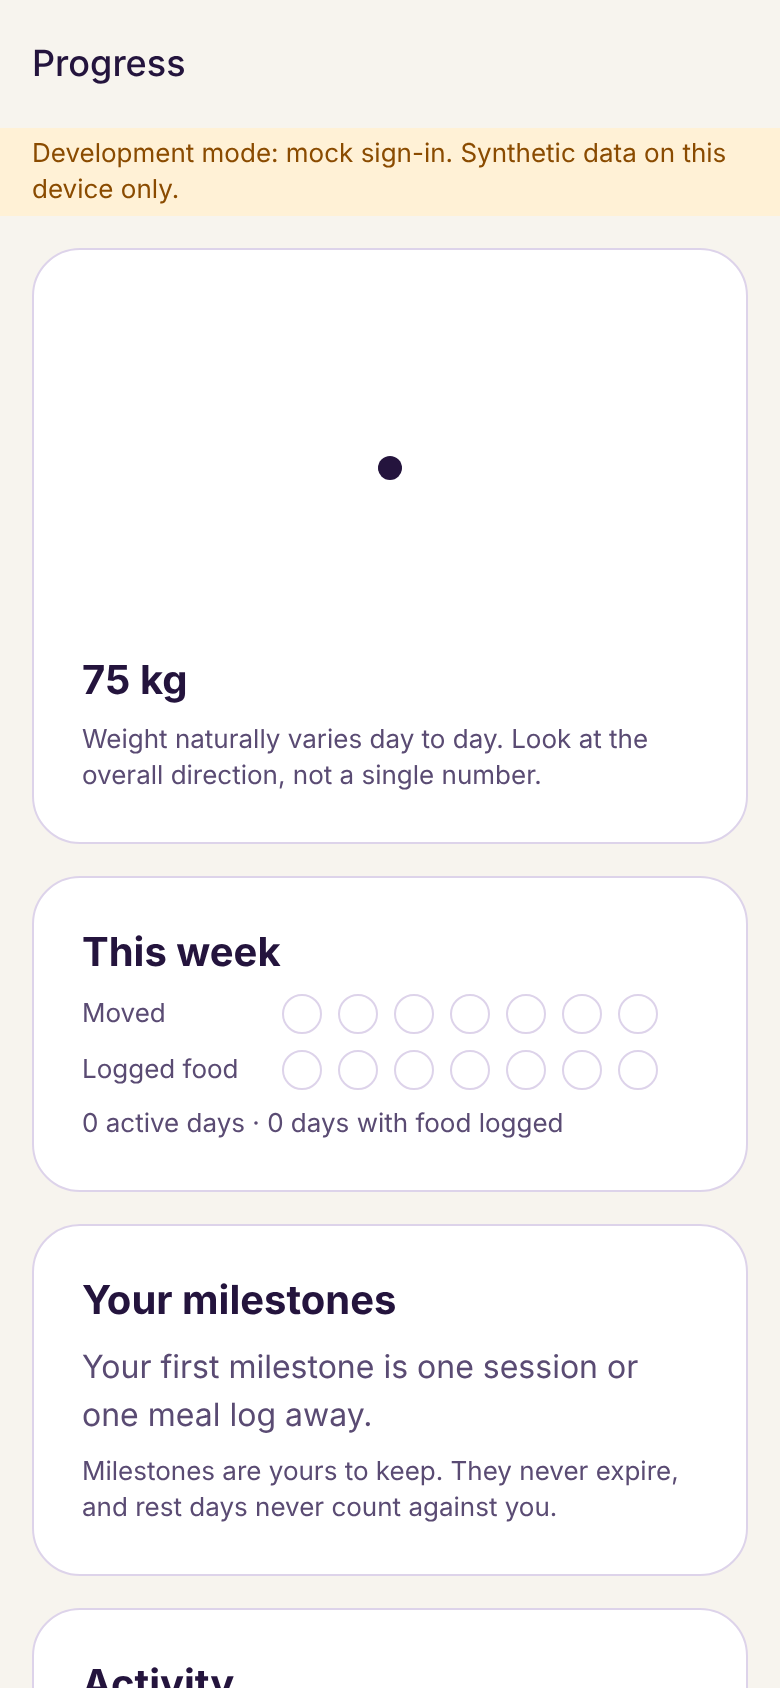 Progress
Development mode: mock sign-in. Synthetic data on this
device only.
75 kg
Weight naturally varies day to day. Look at the
overall direction, not a single number.
This week
Moved
Logged food
0 active days · 0 days with food logged
Your milestones
Your first milestone is one session or
one meal log away.
Milestones are yours to keep. They never expire,
and rest days never count against you.
Activity